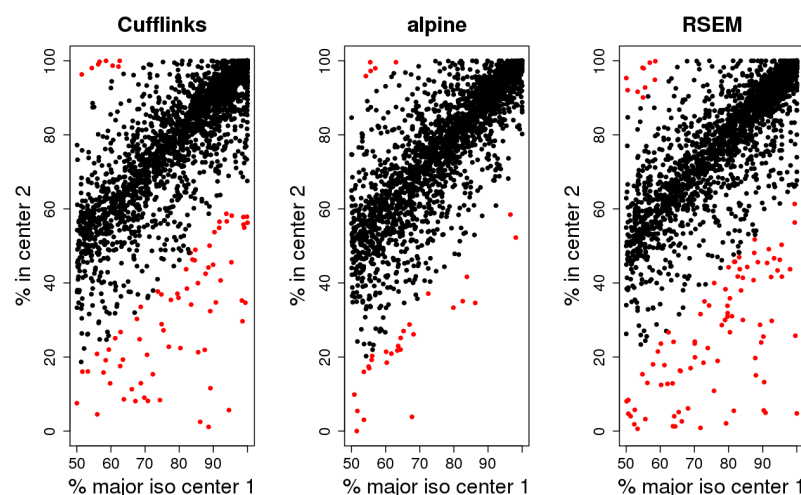 Cufflinks alpine RSEM
% in center 2 % in center 2 % in center 2
100 100 100
80 80 80
60 60 60
40 40 40
20 20 20
0 0 0
50 60 70 80 90 50 60 70 80 90 50 60 70 80 90
% major iso center 1 % major iso center 1 % major iso center 1